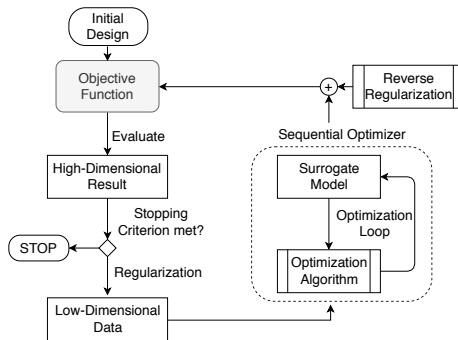 Initial
Design
Objective
Function
Evaluate
High-Dimensional
Result
Stopping
Criterion met?
STOP
Regularization
Low-Dimensional
Data
+
Reverse
Regularization
Sequential Optimizer
Surrogate
Model
Optimization
Loop
Optimization
Algorithm